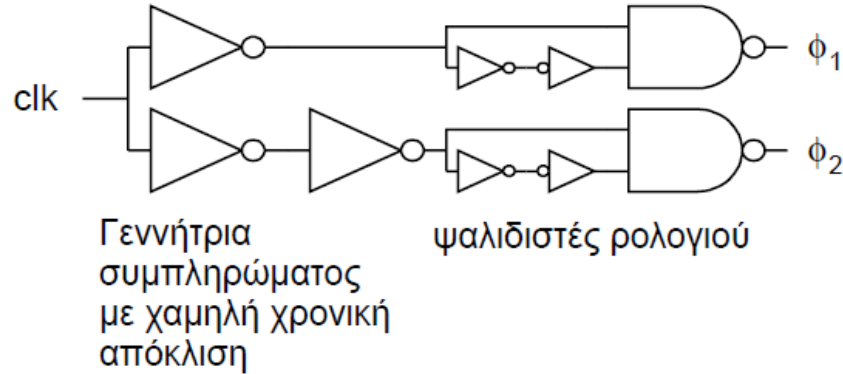 ϕ1
clk
ϕ2
Γεννήτρια
συμπληρώματος
με χαμηλή χρονική
απόκλιση
ψαλιδιστές ρολογιού